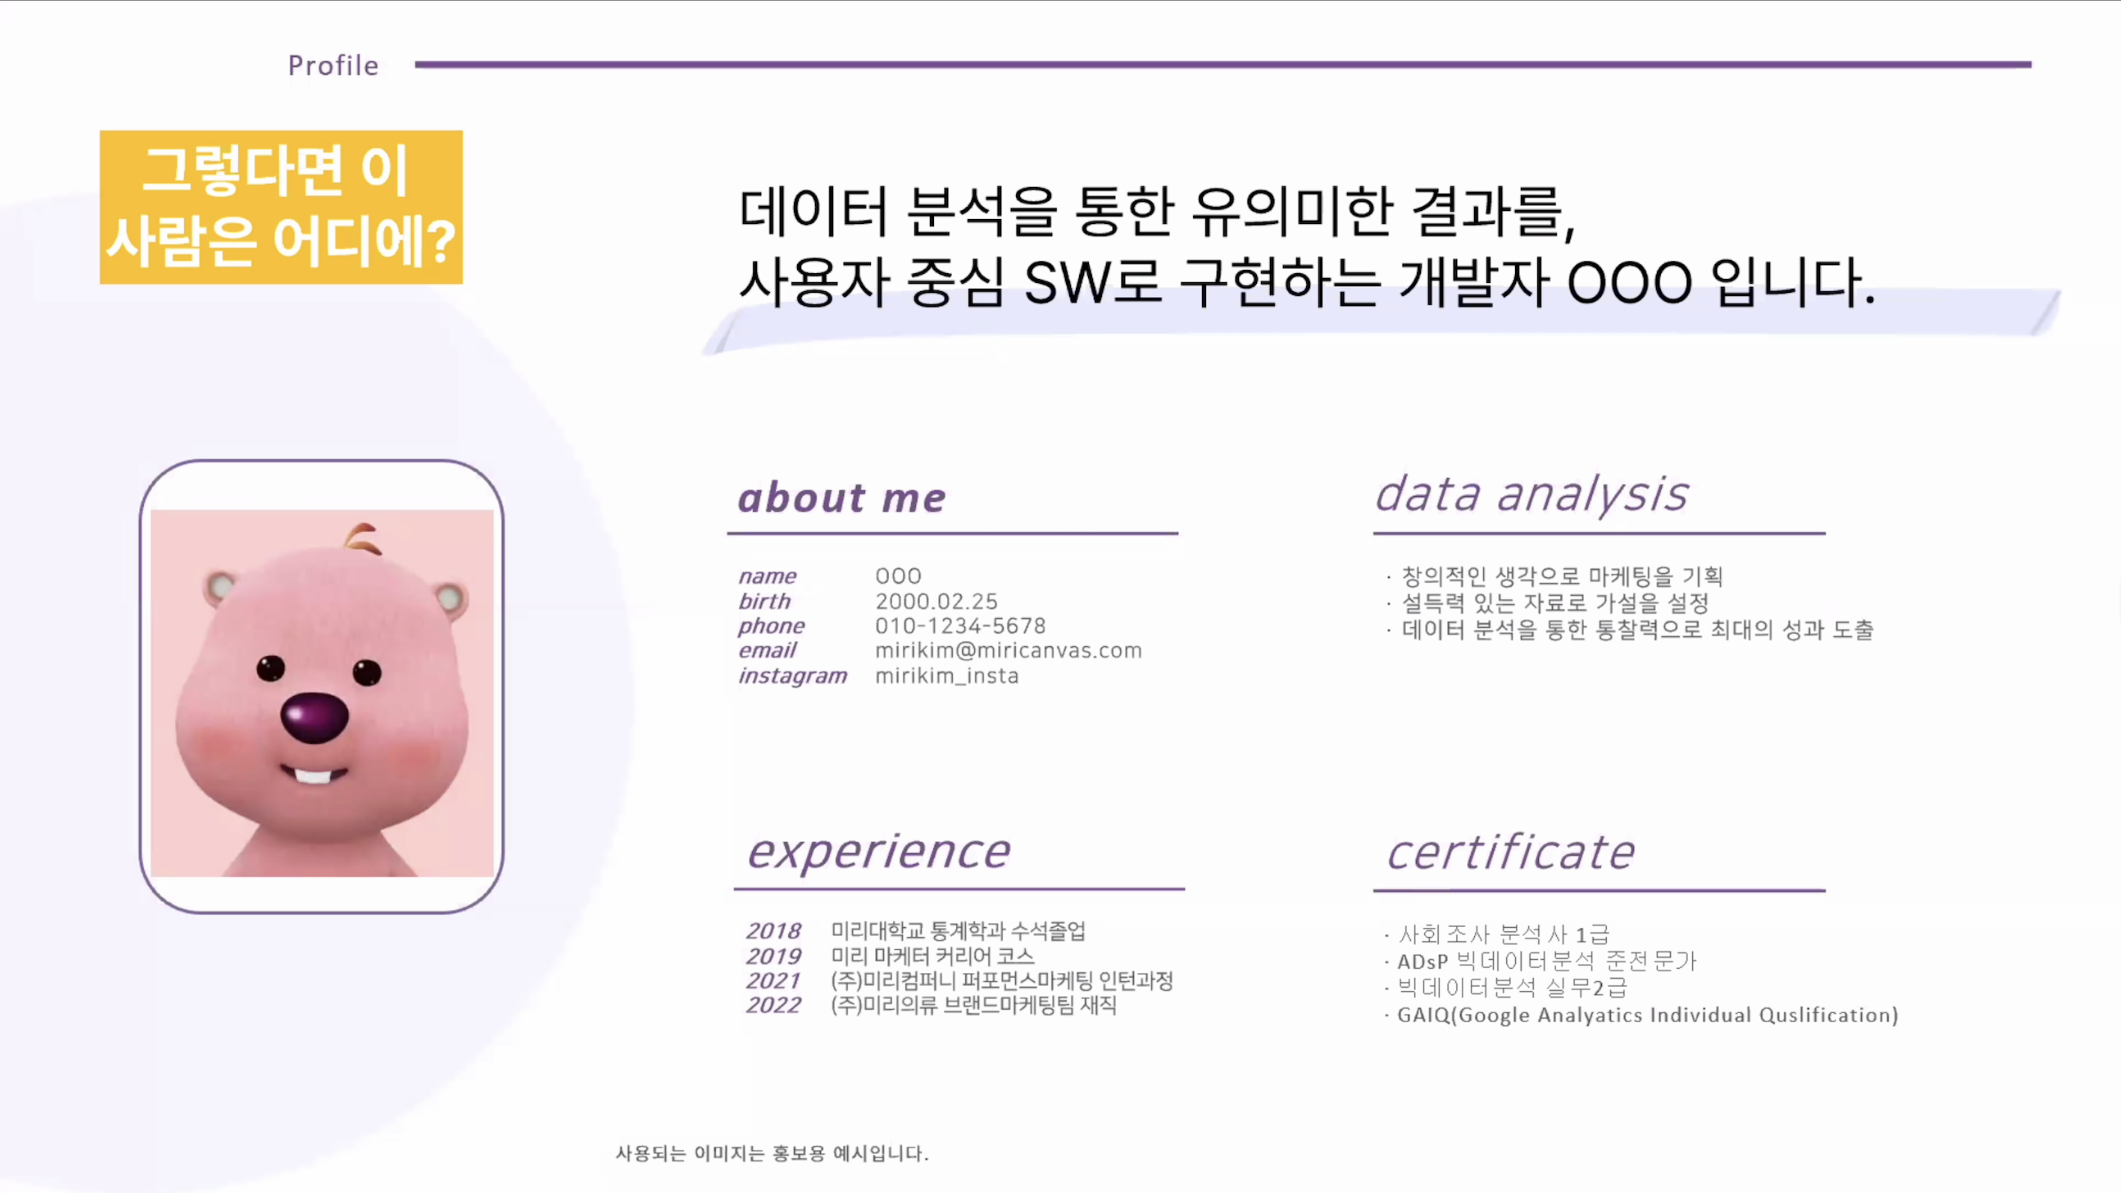 Profile
그렇다면 이
사람은 어디에?
데이터 분석을 통한 유의미한 결과를,
사용자 중심 SW로 구현하는 개발자 OOO 입니다.
about me
name OOO
birth 2000.02.25
phone 010-1234-5678
email mirikim@miricanvas.com
instagram mirikim_insta
data analysis
· 창의적인 생각으로 마케팅을 기획
· 설득력 있는 자료로 가설을 설정
· 데이터 분석을 통한 통찰력으로 최대의 성과 도출
experience
2018 미리대학교 통계학과 수석졸업
2019 미리 마케터 커리어 코스
2021 (주)미리컴퍼니 퍼포먼스마케팅 인턴과정
2022 (주)미리의류 브랜드마케팅팀 재직
certificate
· 사회조사 분석사 1급
· ADsP 빅데이터분석 준전문가
· 빅데이터분석 실무2급
· GAIQ(Google Analyatics Individual Quslification)
사용되는 이미지는 홍보용 예시입니다.